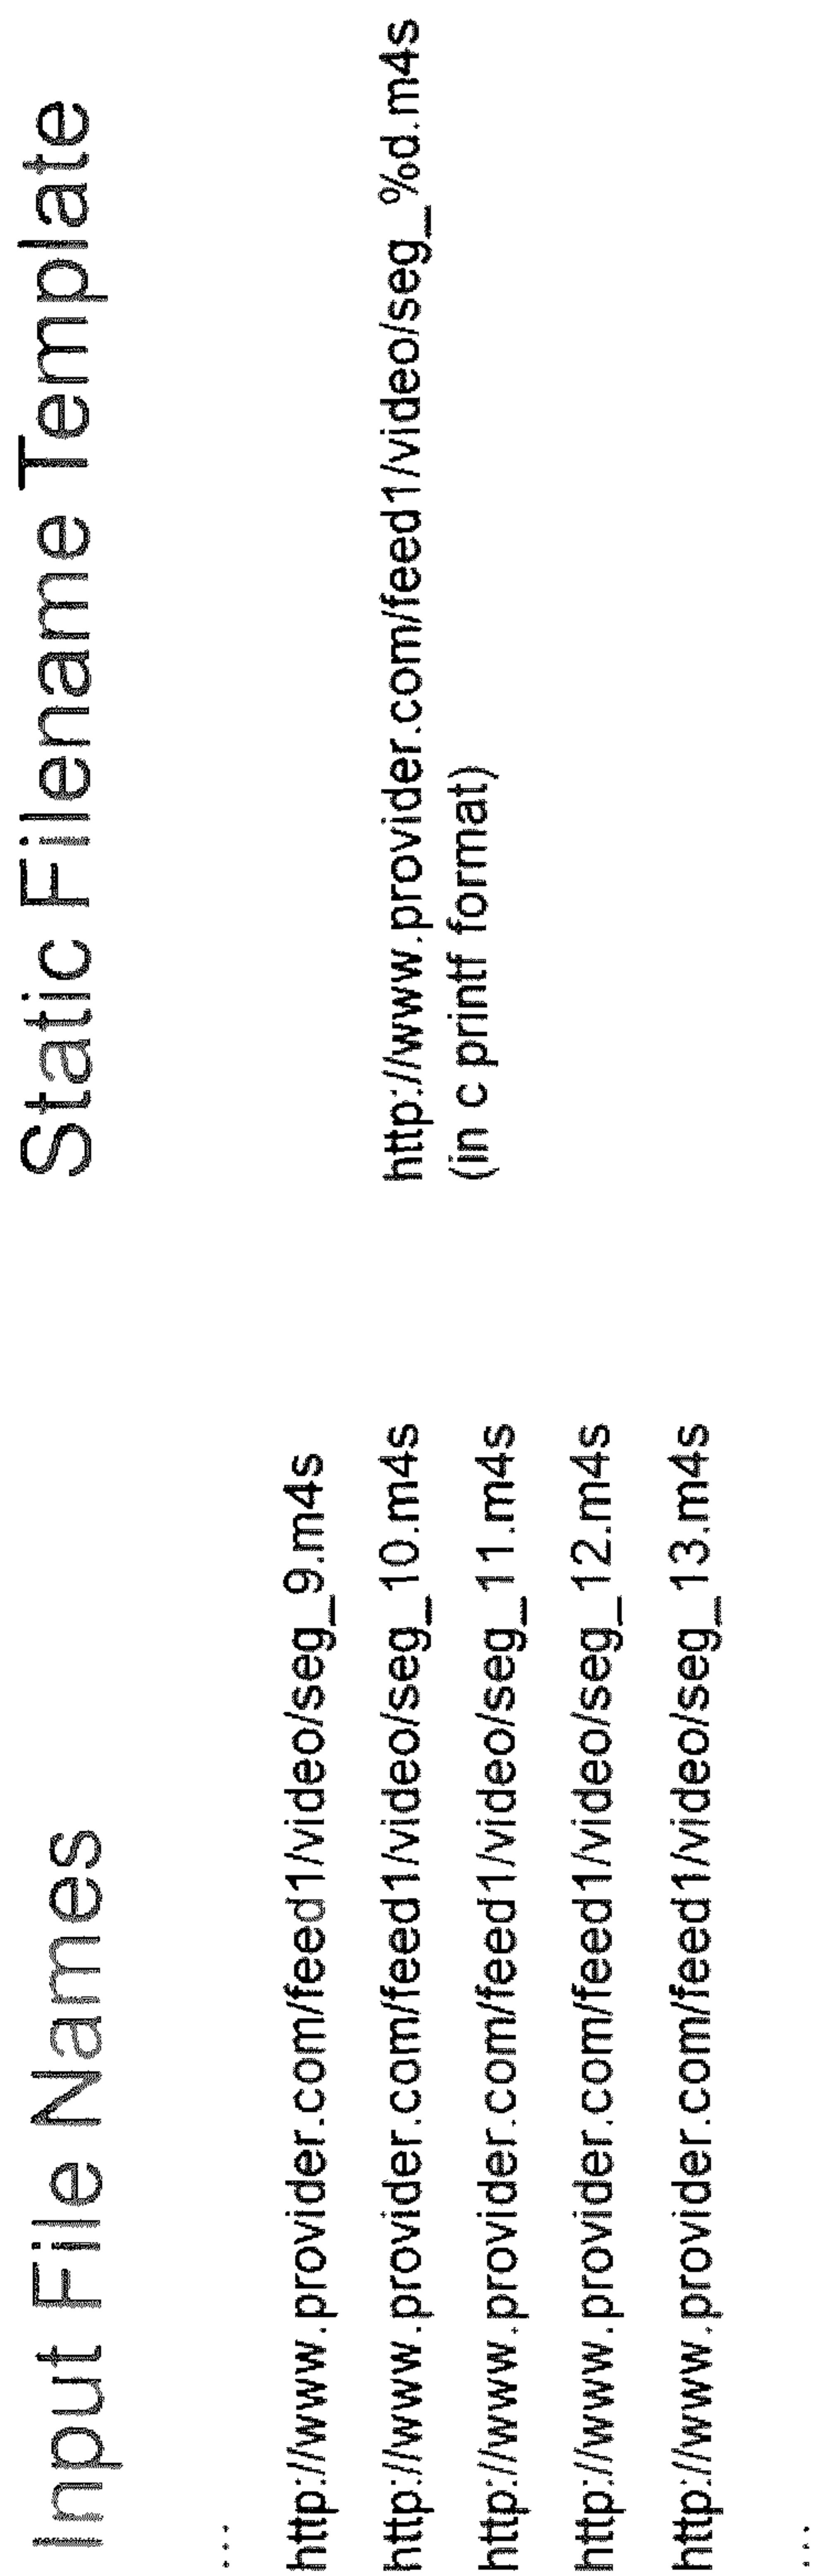 Input File Names
...
http://www.provider.com/feed1/video/seg_9.m4s
http://www.provider.com/feed1/video/seg_10.m4s
http://www.provider.com/feed1/video/seg_11.m4s
http://www.provider.com/feed1/video/seg_12.m4s
http://www.provider.com/feed1/video/seg_13.m4s
...
Static Filename Template
http://www.provider.com/feed1/video/seg_%d.m4s
(in c printf format)